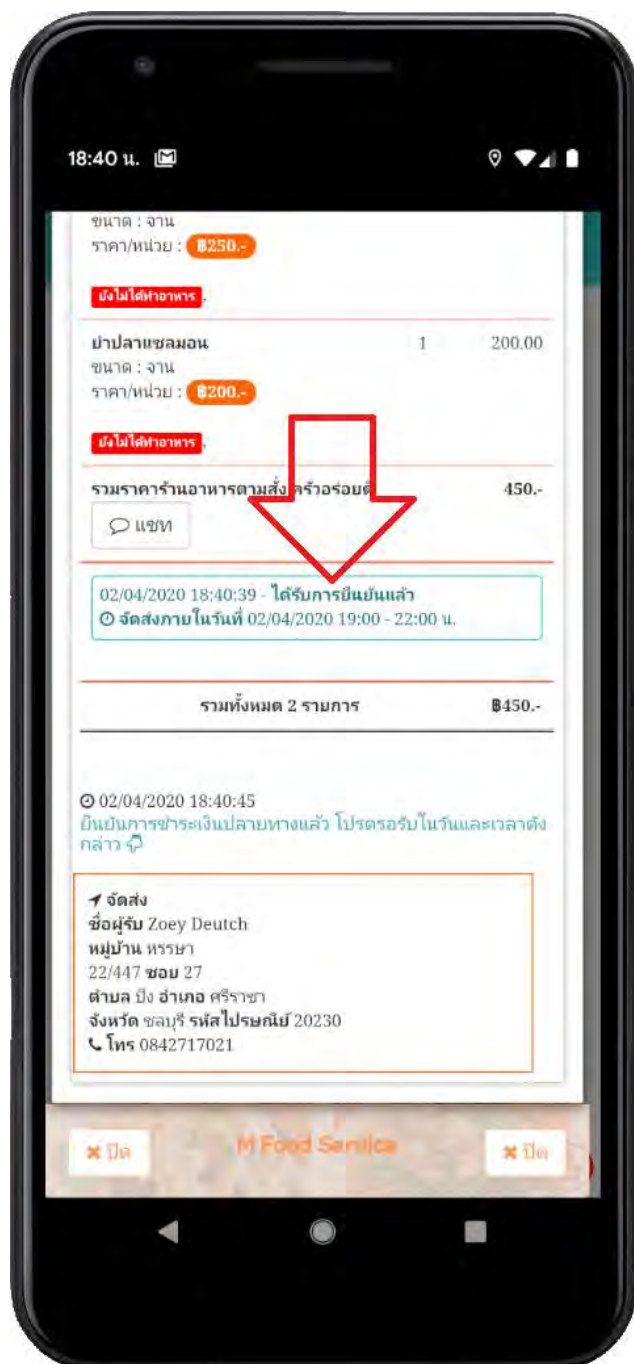 18:40 น.
ขนาด : จาน
ราคา/หน่วย : ฿250.-
ยังไม่ได้ทำอาหาร .
ยำปลาแซลมอน 1 200.00
ขนาด : จาน
ราคา/หน่วย : ฿200.-
ยังไม่ได้ทำอาหาร .
รวมราคาร้านอาหารตามสั่ง ครัวอร่อยดี 450.-
แชท
02/04/2020 18:40:39 - ได้รับการยืนยันแล้ว
จัดส่งภายในวันที่ 02/04/2020 19:00 - 22:00 น.
รวมทั้งหมด 2 รายการ ฿450.-
02/04/2020 18:40:45
ยืนยันการชำระเงินปลายทางแล้ว โปรดรอรับในวันและเวลาดัง
กล่าว
จัดส่ง
ชื่อผู้รับ Zoey Deutch
หมู่บ้าน หรรษา
22/447 ซอย 27
ตำบล บึง อำเภอ ศรีราชา
จังหวัด ชลบุรี รหัสไปรษณีย์ 20230
โทร 0842717021
ปิด M Food Service ปิด